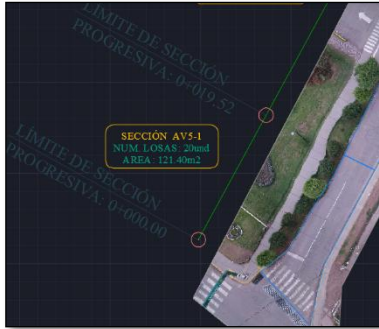 LÍMITE DE SECCIÓN
PROGRESIVA: 0+019.52
SECCIÓN AV5-1
NUM. LOSAS: 20und
AREA: 121.40m2
LÍMITE DE SECCIÓN
PROGRESIVA: 0+000.00